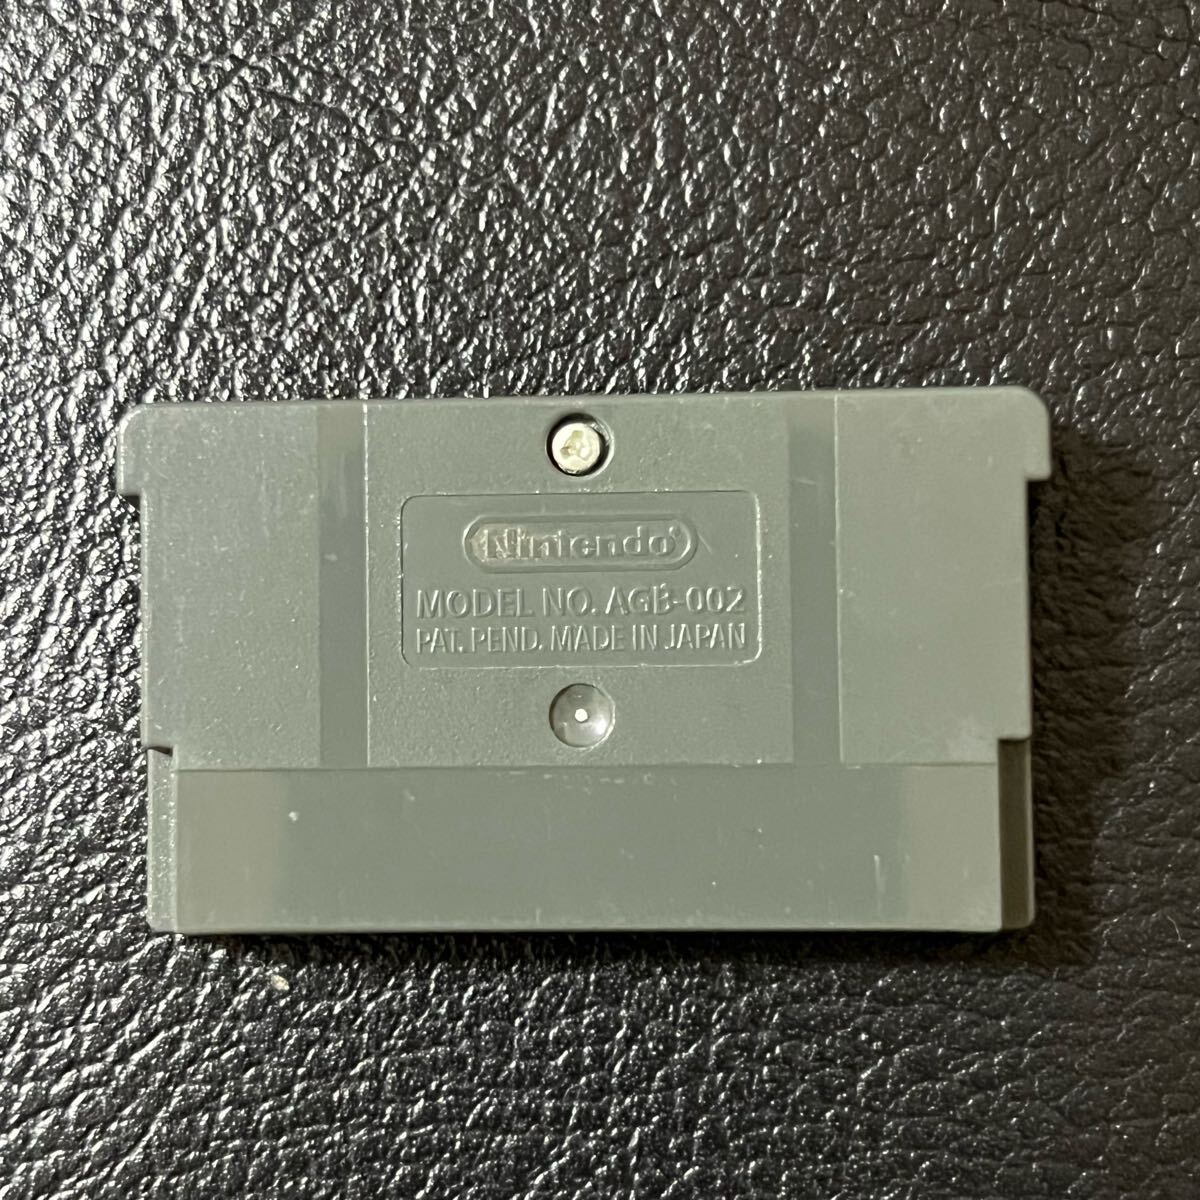 Nintendo
MODEL NO. AGB-002
PAT. PEND. MADE IN JAPAN